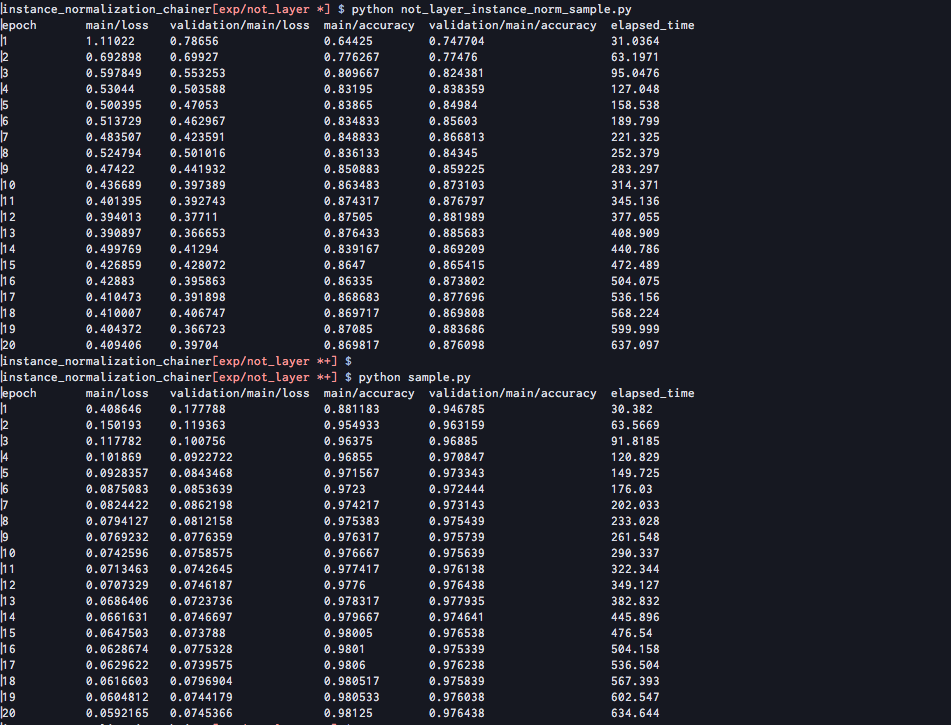 instance_normalization_chainer[exp/not_layer *] $ python not_layer_instance_norm_sample.py
epoch main/loss validation/main/loss main/accuracy validation/main/accuracy elapsed_time
1 1.11022 0.78656 0.64425 0.747704 31.0364
2 0.692898 0.69927 0.776267 0.77476 63.1971
3 0.597849 0.553253 0.809667 0.824381 95.0476
4 0.53044 0.503588 0.83195 0.838359 127.048
5 0.500395 0.47053 0.83865 0.84984 158.538
6 0.513729 0.462967 0.834833 0.85603 189.799
7 0.483507 0.423591 0.848833 0.866813 221.325
8 0.524794 0.501016 0.836133 0.84345 252.379
9 0.47422 0.441932 0.850883 0.859225 283.297
10 0.436689 0.397389 0.863483 0.873103 314.371
11 0.401395 0.392743 0.874317 0.876797 345.136
12 0.394013 0.37711 0.87505 0.881989 377.055
13 0.390897 0.366653 0.876433 0.885683 408.909
14 0.499769 0.41294 0.839167 0.869209 440.786
15 0.426859 0.428072 0.8647 0.865415 472.489
16 0.42883 0.395863 0.86335 0.873802 504.075
17 0.410473 0.391898 0.868683 0.877696 536.156
18 0.410007 0.406747 0.869717 0.869808 568.224
19 0.404372 0.366723 0.87085 0.883686 599.999
20 0.409406 0.39704 0.869817 0.876098 637.097
instance_normalization_chainer[exp/not_layer *+] $
instance_normalization_chainer[exp/not_layer *+] $ python sample.py
epoch main/loss validation/main/loss main/accuracy validation/main/accuracy elapsed_time
1 0.408646 0.177788 0.881183 0.946785 30.382
2 0.150193 0.119363 0.954933 0.963159 63.5669
3 0.117782 0.100756 0.96375 0.96885 91.8185
4 0.101869 0.0922722 0.96855 0.970847 120.829
5 0.0928357 0.0843468 0.971567 0.973343 149.725
6 0.0875083 0.0853639 0.9723 0.972444 176.03
7 0.0824422 0.0862198 0.974217 0.973143 202.033
8 0.0794127 0.0812158 0.975383 0.975439 233.028
9 0.0769232 0.0776359 0.976317 0.975739 261.548
10 0.0742596 0.0758575 0.976667 0.975639 290.337
11 0.0713463 0.0742645 0.977417 0.976138 322.344
12 0.0707329 0.0746187 0.9776 0.976438 349.127
13 0.0686406 0.0723736 0.978317 0.977935 382.832
14 0.0661631 0.0746697 0.979667 0.974641 445.896
15 0.0647503 0.073788 0.98005 0.976538 476.54
16 0.0628674 0.0775328 0.9801 0.975339 504.158
17 0.0629622 0.0739575 0.9806 0.976238 536.504
18 0.0616603 0.0796904 0.980517 0.975839 567.393
19 0.0604812 0.0744179 0.980533 0.976038 602.547
20 0.0592165 0.0745366 0.98125 0.976438 634.644